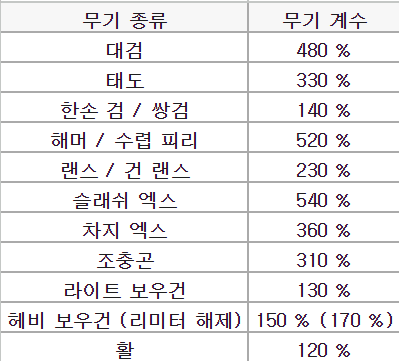 무기 종류 무기 계수
대검 480 %
태도 330 %
한손 검 / 쌍검 140 %
해머 / 수렵 피리 520 %
랜스 / 건 랜스 230 %
슬래쉬 엑스 540 %
차지 엑스 360 %
조충곤 310 %
라이트 보우건 130 %
헤비 보우건 (리미터 해제) 150 % (170 %)
활 120 %